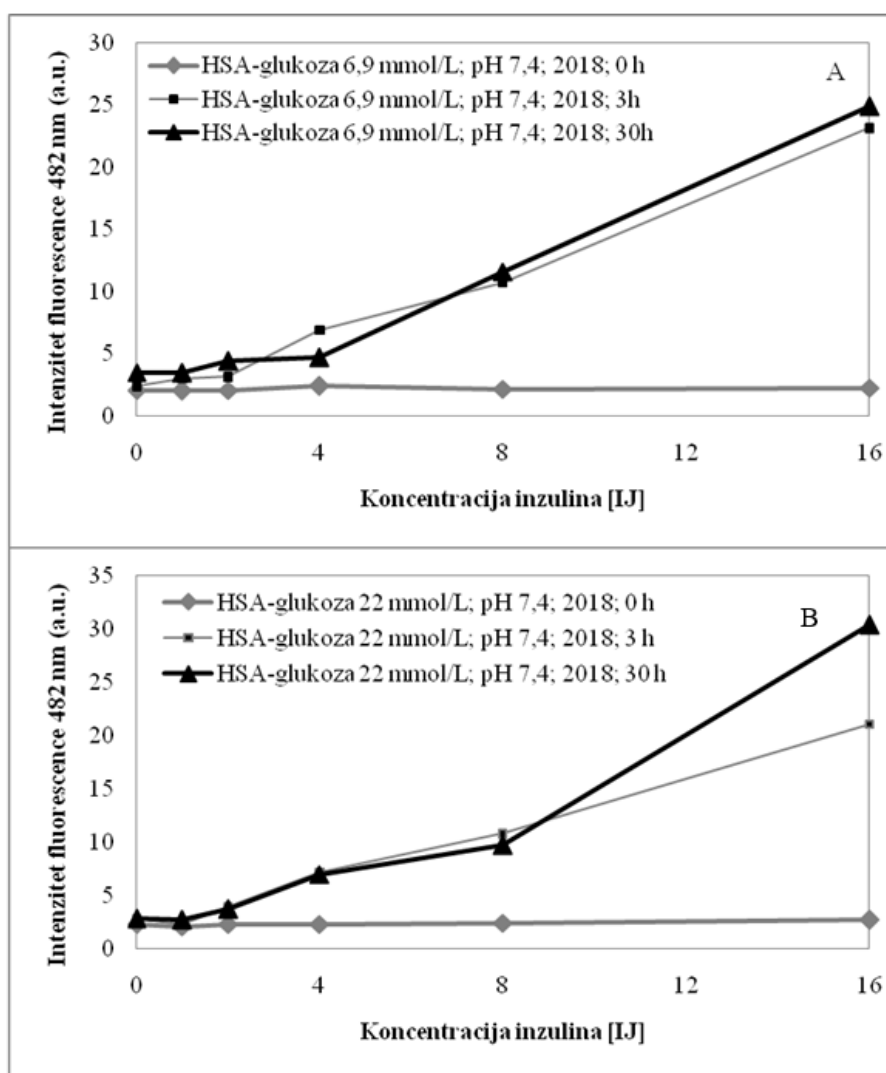 30
25
20
15
10
5
0
Intenzitet fluorescence 482 nm (a.u.)
HSA-glukoza 6,9 mmol/L; pH 7,4; 2018; 0 h
HSA-glukoza 6,9 mmol/L; pH 7,4; 2018; 3h
HSA-glukoza 6,9 mmol/L; pH 7,4; 2018; 30h
A
0 4 8 12 16
Koncentracija inzulina [IJ]
35
30
25
20
15
10
5
0
Intenzitet fluorescence 482 nm (a.u.)
HSA-glukoza 22 mmol/L; pH 7,4; 2018; 0 h
HSA-glukoza 22 mmol/L; pH 7,4; 2018; 3 h
HSA-glukoza 22 mmol/L; pH 7,4; 2018; 30 h
B
0 4 8 12 16
Koncentracija inzulina [IJ]